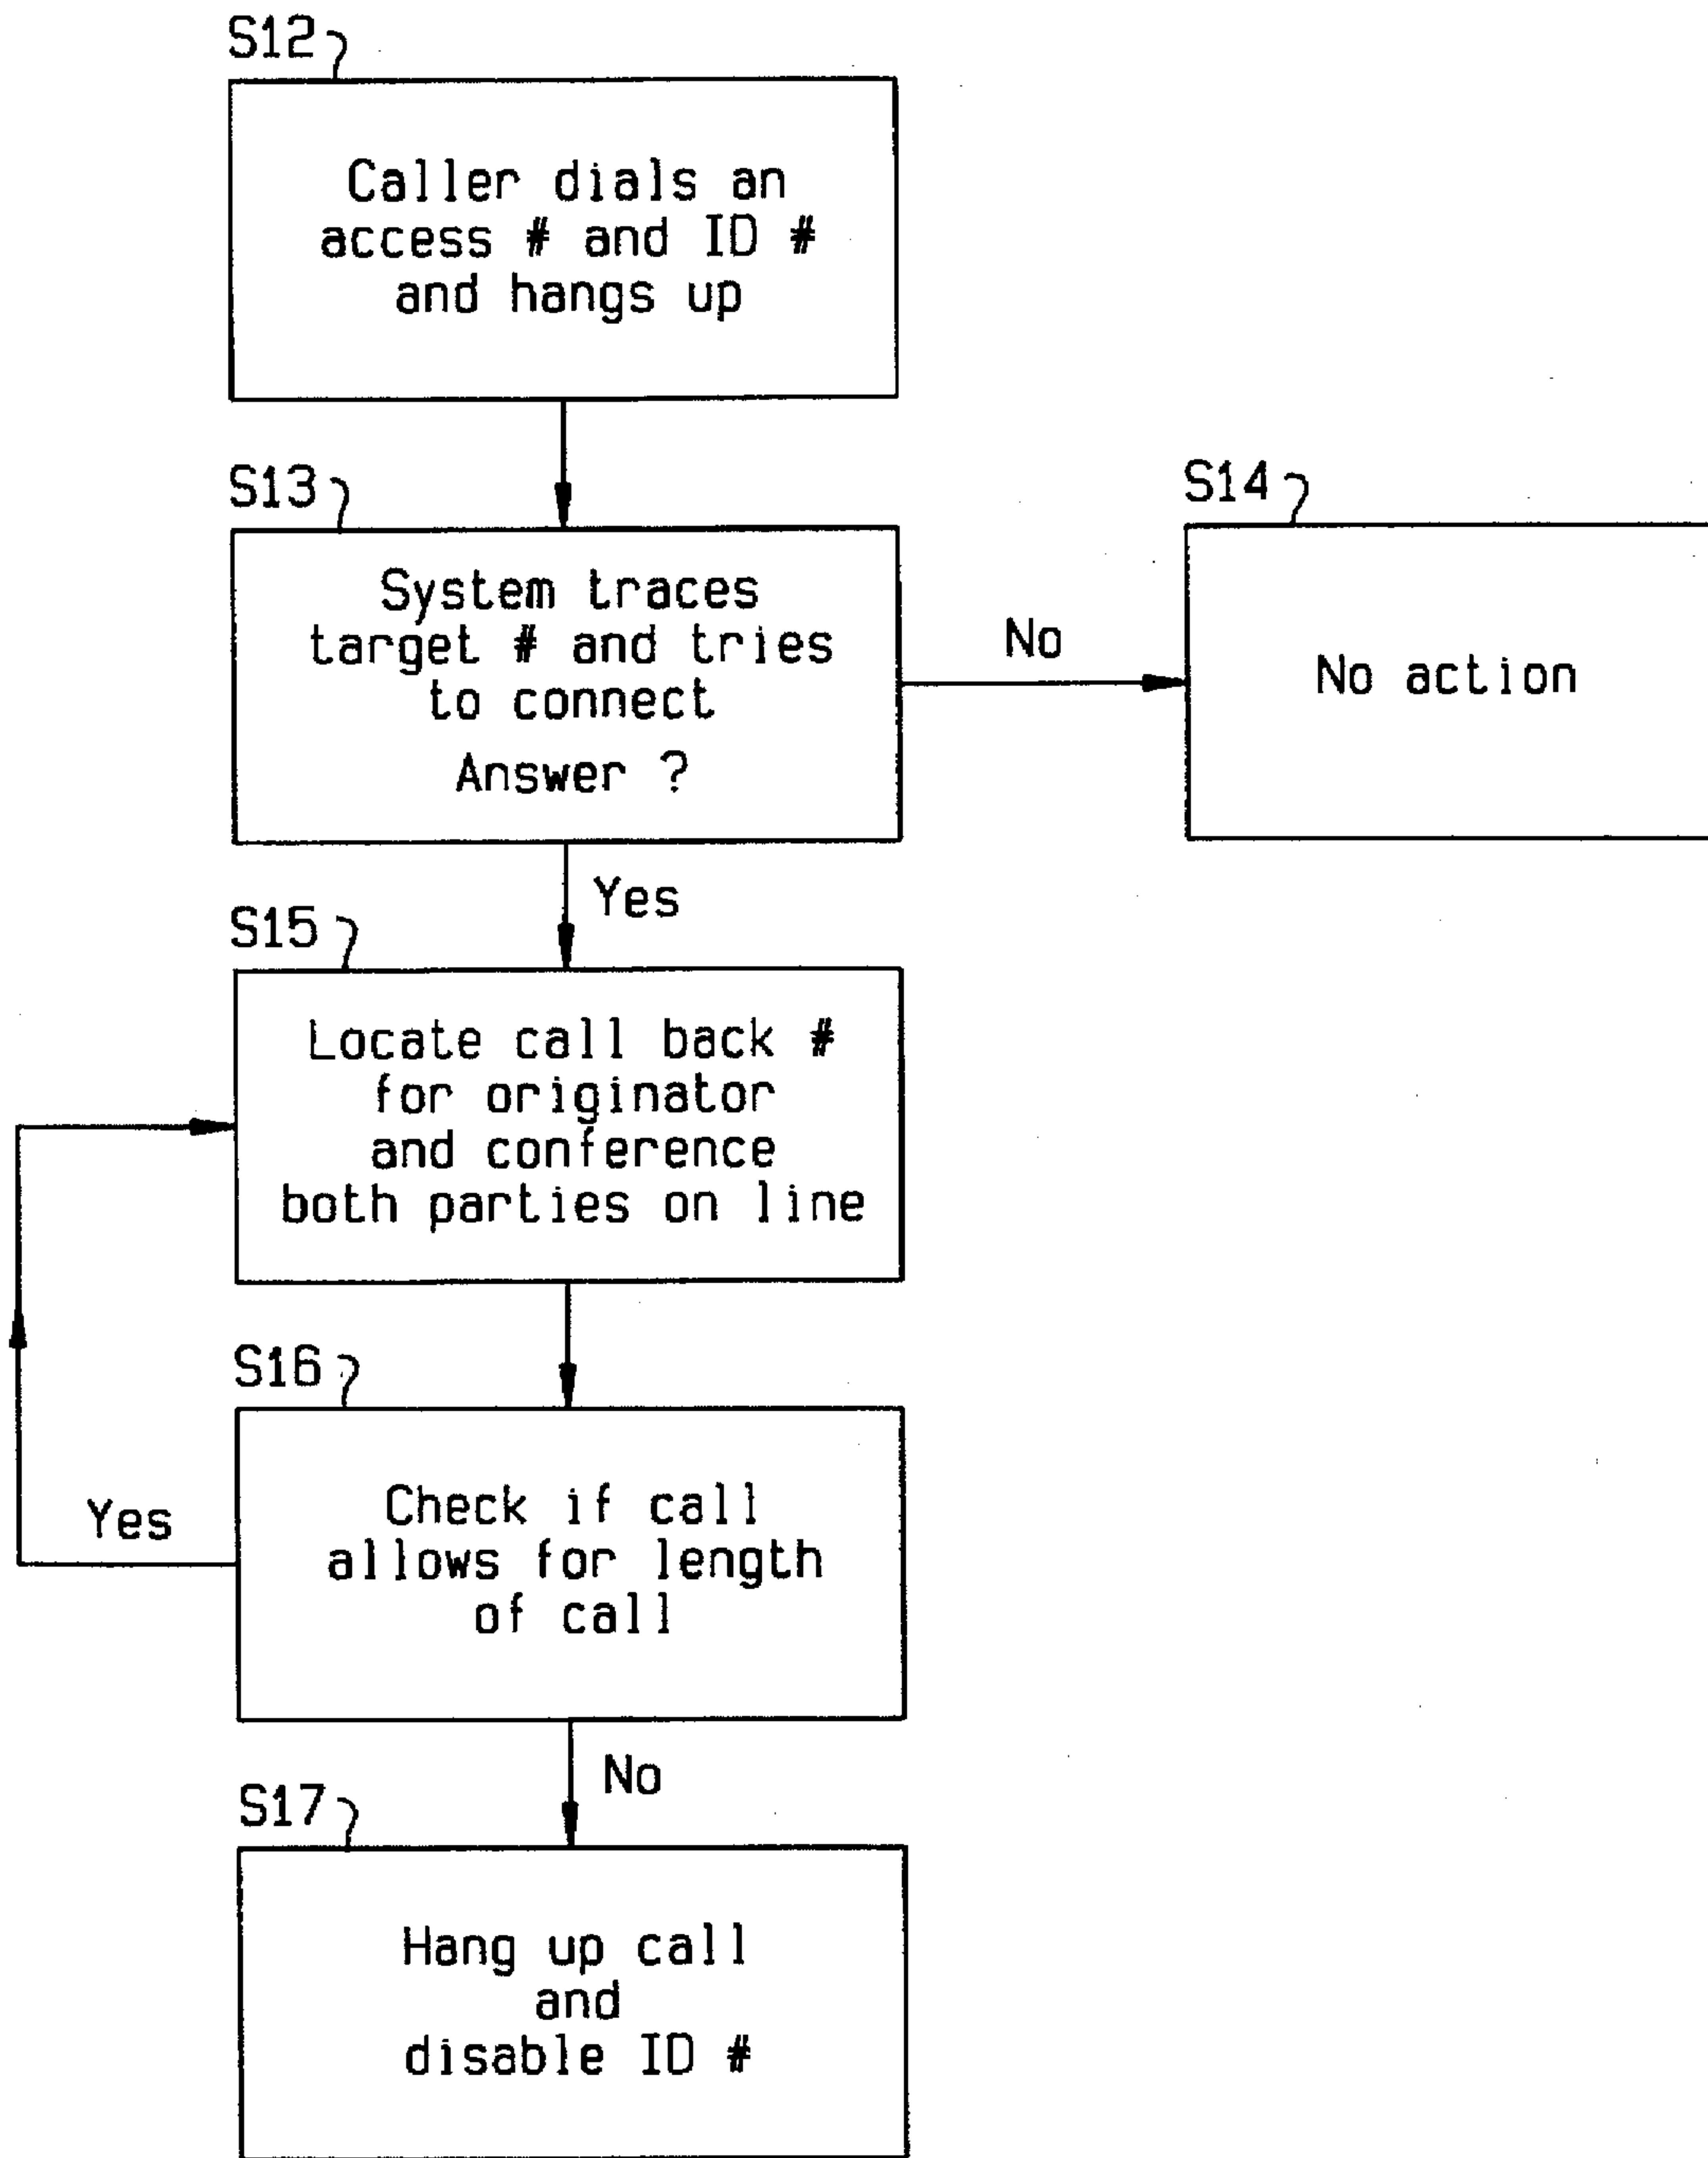 S12
Caller dials an
access # and ID #
and hangs up
S13
System traces
target # and tries
to connect
Answer ?
No
S14
No action
Yes
S15
Locate call back #
for originator
and conference
both parties on line
S16
Check if call
allows for length
of call
Yes
No
S17
Hang up call
and
disable ID #